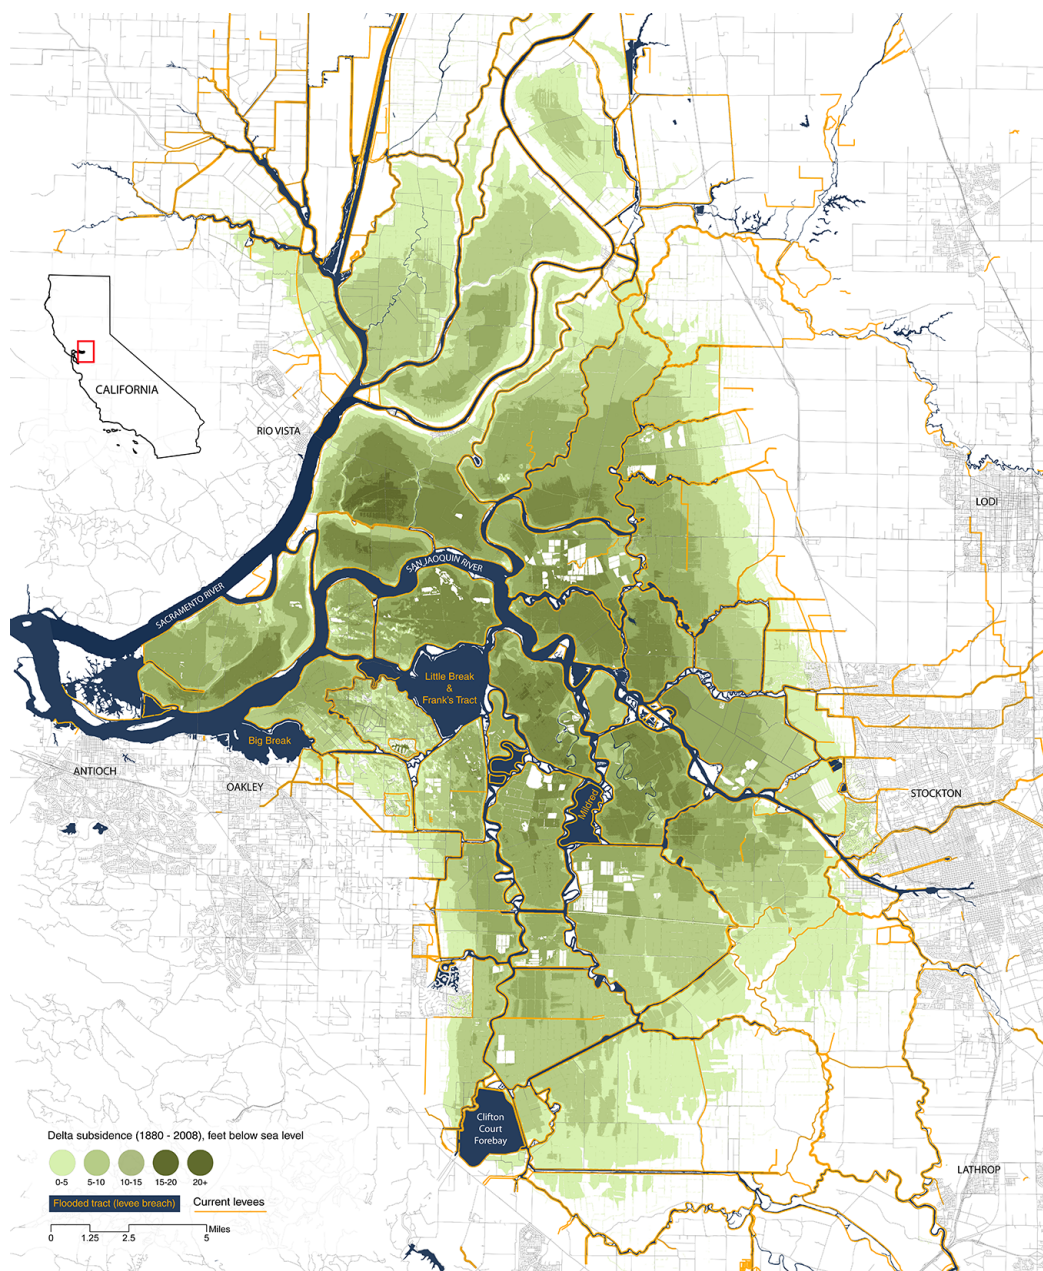 CALIFORNIA
RIO VISTA
LODI
SAN JAOQUIN RIVER
SACRAMENTO RIVER
Little Break
&
Frank's Tract
Big Break
ANTIOCH
OAKLEY
Mildred
STOCKTON
Clifton
Court
Forebay
LATHROP
Delta subsidence (1880 - 2008), feet below sea level
0-5 5-10 10-15 15-20 20+
Flooded tract (levee breach) Current levees
Miles
0 1.25 2.5 5